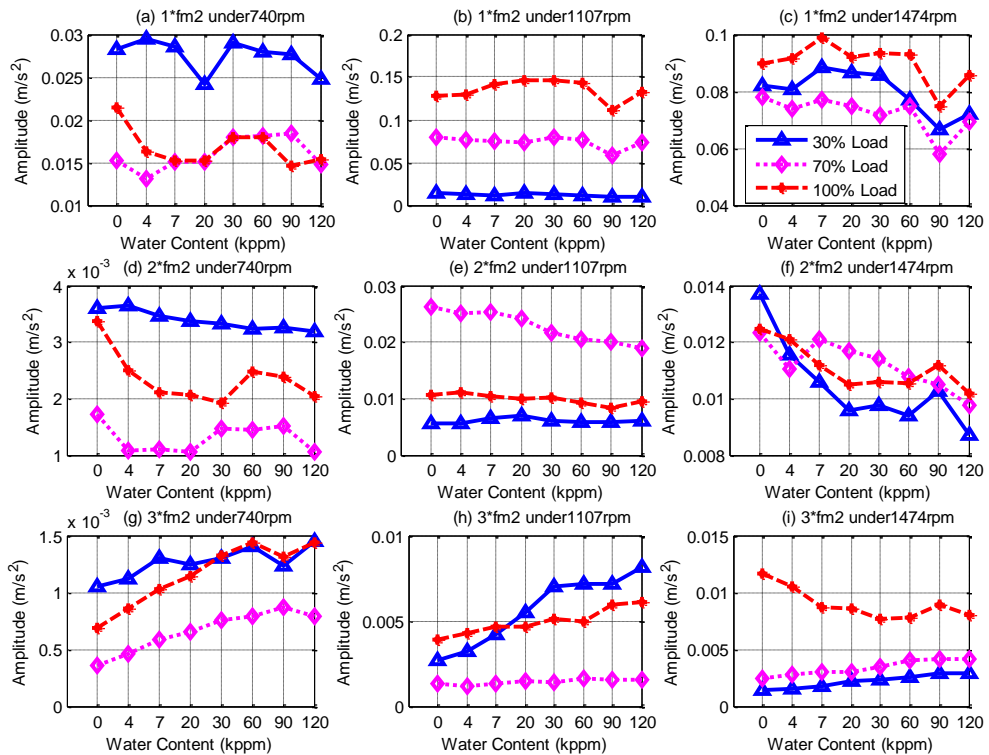 (a) 1*fm2 under740rpm
(b) 1*fm2 under1107rpm
(c) 1*fm2 under1474rpm
Amplitude (m/s²)
0.03
0.025
0.02
0.015
0.01
0 4 7 20 30 60 90 120
Water Content (kppm)
Amplitude (m/s²)
0.2
0.15
0.1
0.05
0
0 4 7 20 30 60 90 120
Water Content (kppm)
Amplitude (m/s²)
0.1
0.08
0.06
0.04
30% Load
70% Load
100% Load
0 4 7 20 30 60 90 120
Water Content (kppm)
(d) 2*fm2 under740rpm
(e) 2*fm2 under1107rpm
(f) 2*fm2 under1474rpm
x 10⁻³
Amplitude (m/s²)
4
3
2
1
0 4 7 20 30 60 90 120
Water Content (kppm)
Amplitude (m/s²)
0.03
0.02
0.01
0
0 4 7 20 30 60 90 120
Water Content (kppm)
Amplitude (m/s²)
0.014
0.012
0.01
0.008
0 4 7 20 30 60 90 120
Water Content (kppm)
(g) 3*fm2 under740rpm
(h) 3*fm2 under1107rpm
(i) 3*fm2 under1474rpm
x 10⁻³
Amplitude (m/s²)
1.5
1
0.5
0
0 4 7 20 30 60 90 120
Water Content (kppm)
Amplitude (m/s²)
0.01
0.005
0
0 4 7 20 30 60 90 120
Water Content (kppm)
Amplitude (m/s²)
0.015
0.01
0.005
0
0 4 7 20 30 60 90 120
Water Content (kppm)